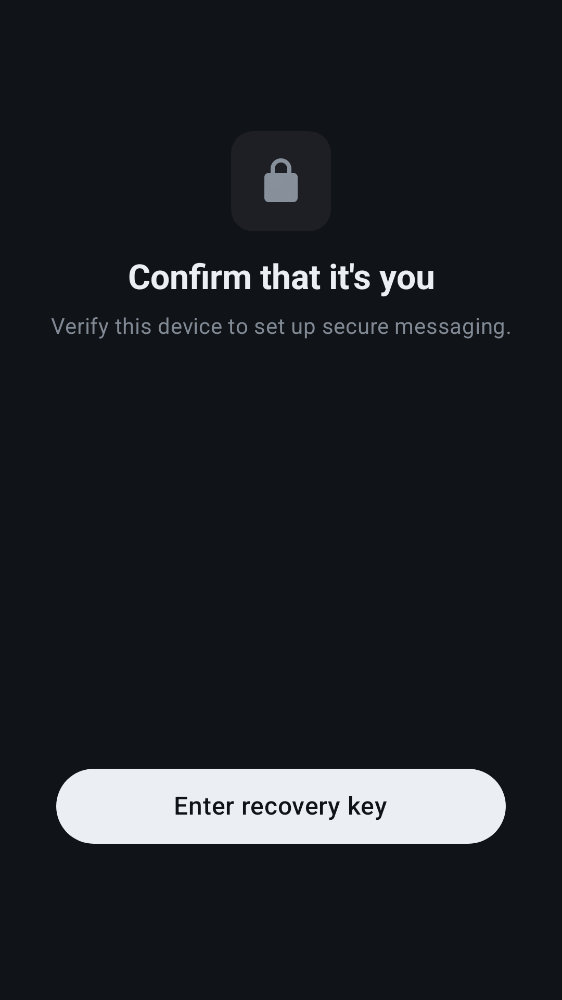 Confirm that it's you
Verify this device to set up secure messaging.
Enter recovery key